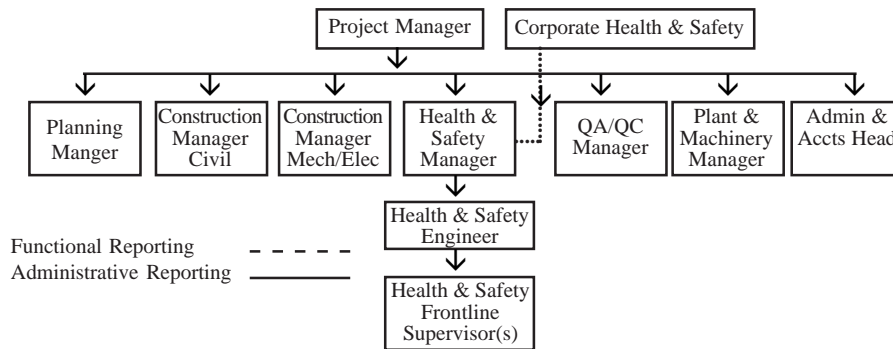 Project Manager
Corporate Health & Safety
Planning
Manger
Construction
Manager
Civil
Construction
Manager
Mech/Elec
Health &
Safety
Manager
QA/QC
Manager
Plant &
Machinery
Manager
Admin &
Accts Head
Health & Safety
Engineer
Functional Reporting
Administrative Reporting
Health & Safety
Frontline
Supervisor(s)